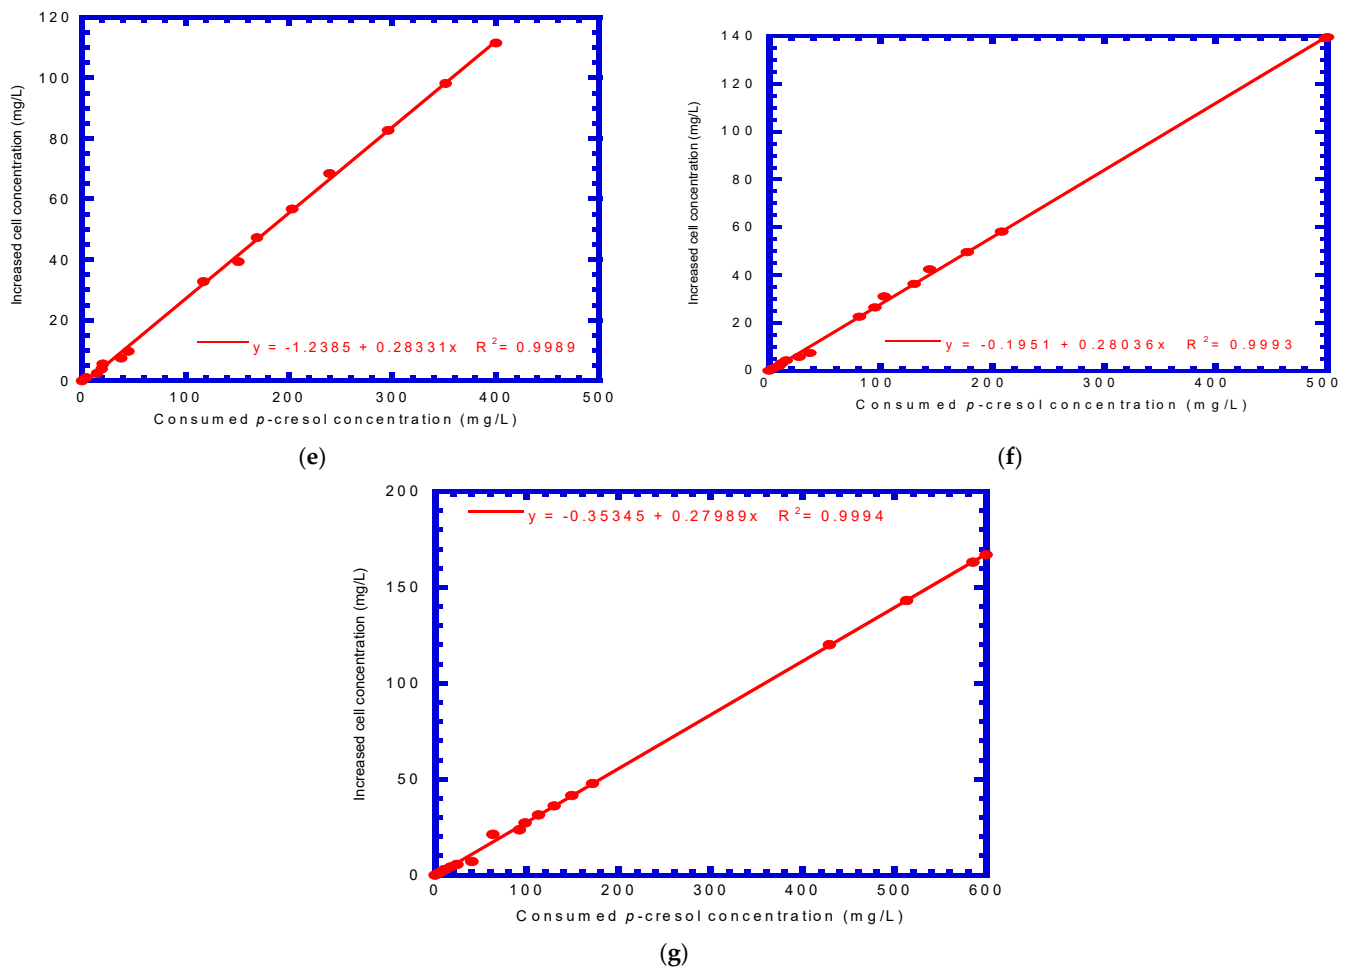 120
100
80
60
40
20
0
Increased cell concentration (mg/L)
y = -1.2385 + 0.28331x R2= 0.9989
0 100 200 300 400 500
Consumed p-cresol concentration (mg/L)
(e)
140
120
100
80
60
40
20
0
Increased cell concentration (mg/L)
y = -0.1951 + 0.28036x R2= 0.9993
0 100 200 300 400 500
Consumed p-cresol concentration (mg/L)
(f)
200
150
100
50
0
Increased cell concentration (mg/L)
y = -0.35345 + 0.27989x R2= 0.9994
0 100 200 300 400 500 600
Consumed p-cresol concentration (mg/L)
(g)